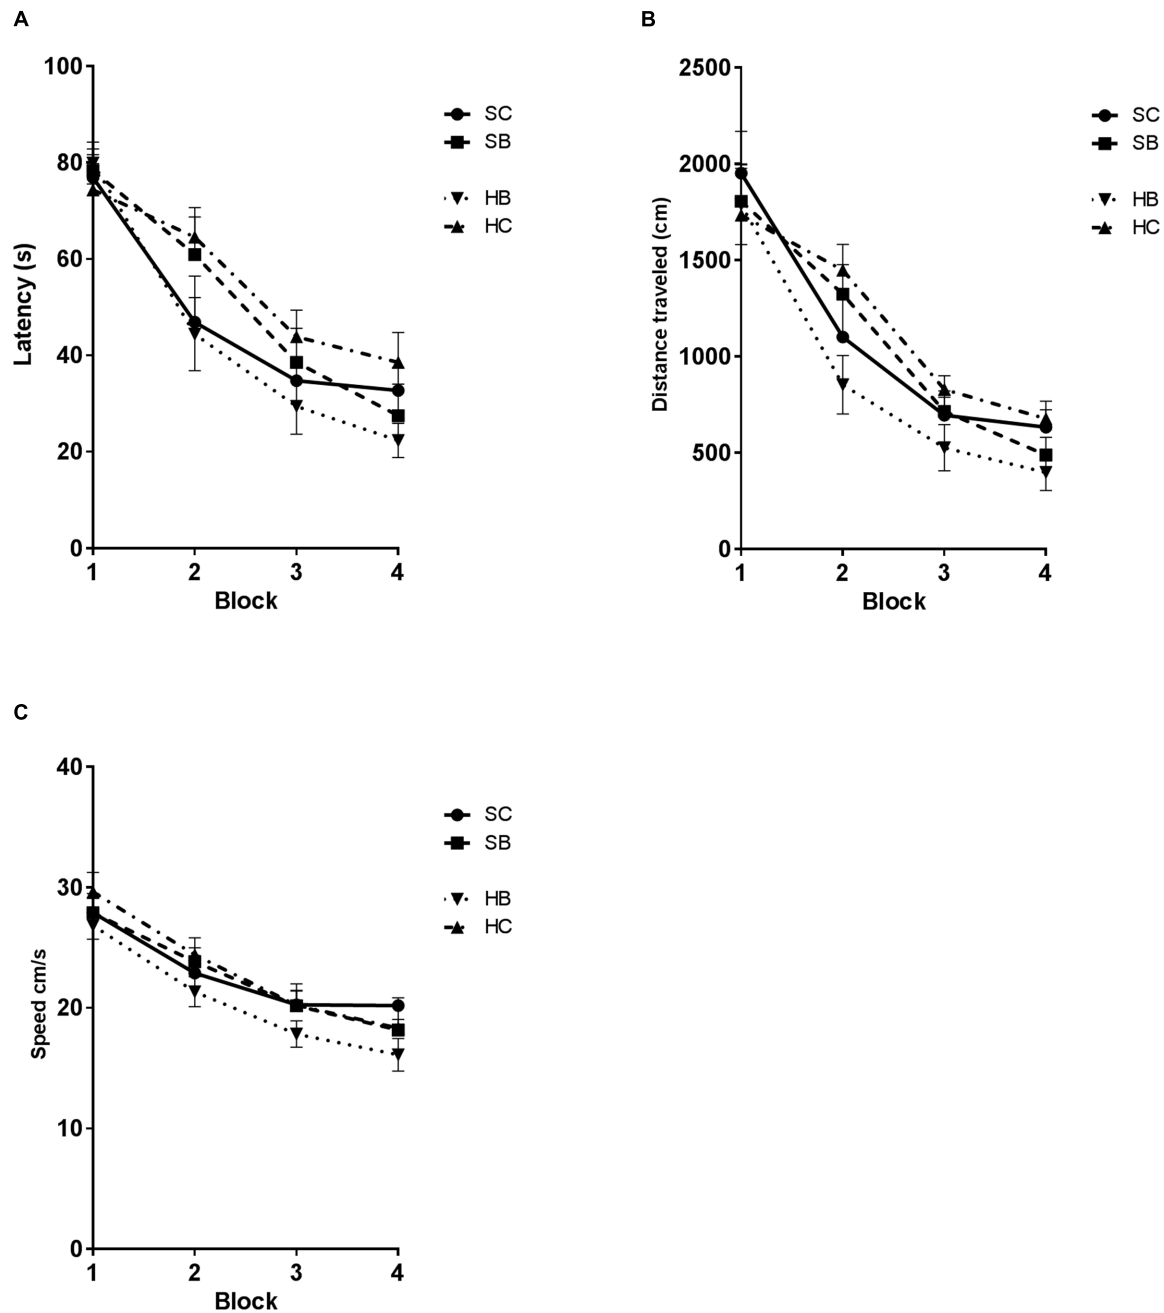 A
Latency (s)
100
80
60
40
20
0
1 2 3 4
Block
SC
SB
HB
HC
B
Distance traveled (cm)
2500
2000
1500
1000
500
0
1 2 3 4
Block
SC
SB
HB
HC
C
Speed cm/s
40
30
20
10
0
1 2 3 4
Block
SC
SB
HB
HC